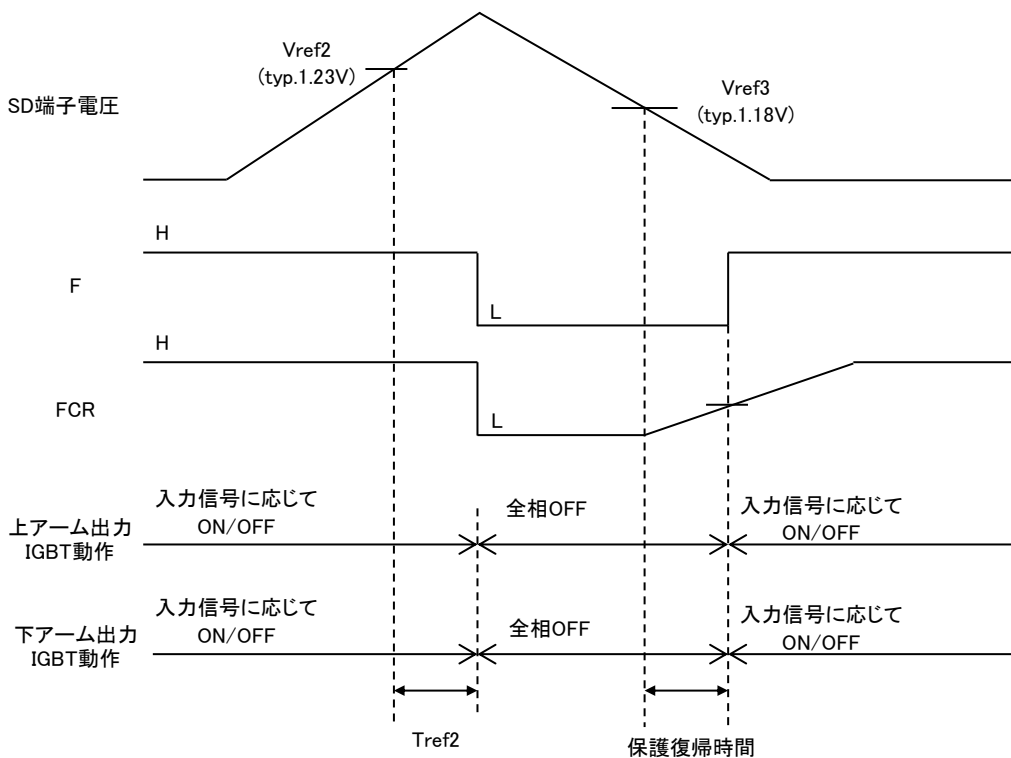 Vref2
(typ.1.23V)
Vref3
(typ.1.18V)
SD端子電圧
H
F
L
H
FCR
L
入力信号に応じて
ON/OFF
全相OFF
入力信号に応じて
ON/OFF
上アーム出力
IGBT動作
入力信号に応じて
ON/OFF
全相OFF
入力信号に応じて
ON/OFF
下アーム出力
IGBT動作
Tref2
保護復帰時間